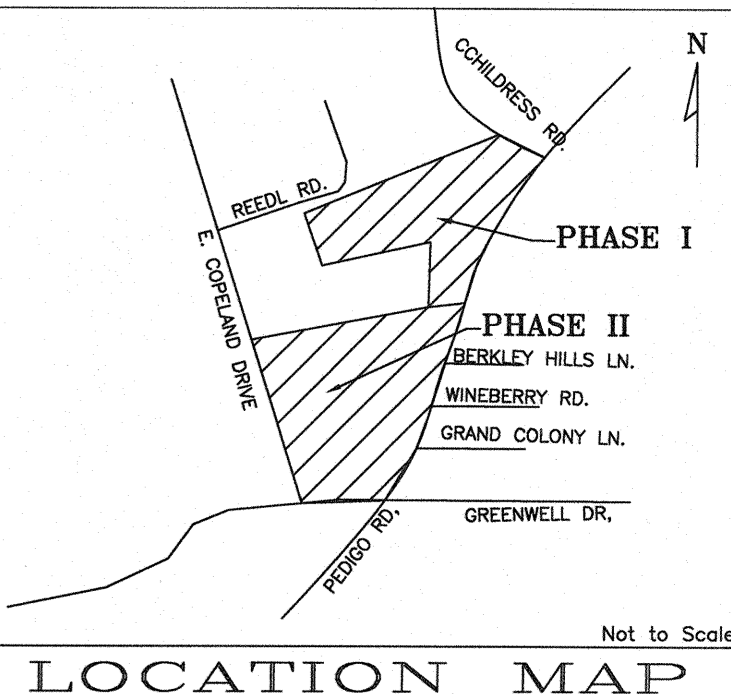 N
CCHILDRESS RD.
REEDL RD.
PHASE I
E. COPELAND DRIVE
PHASE II
BERKLEY HILLS LN.
WINEBERRY RD.
GRAND COLONY LN.
GREENWELL DR,
PEDIGO RD,
Not to Scale
LOCATION MAP